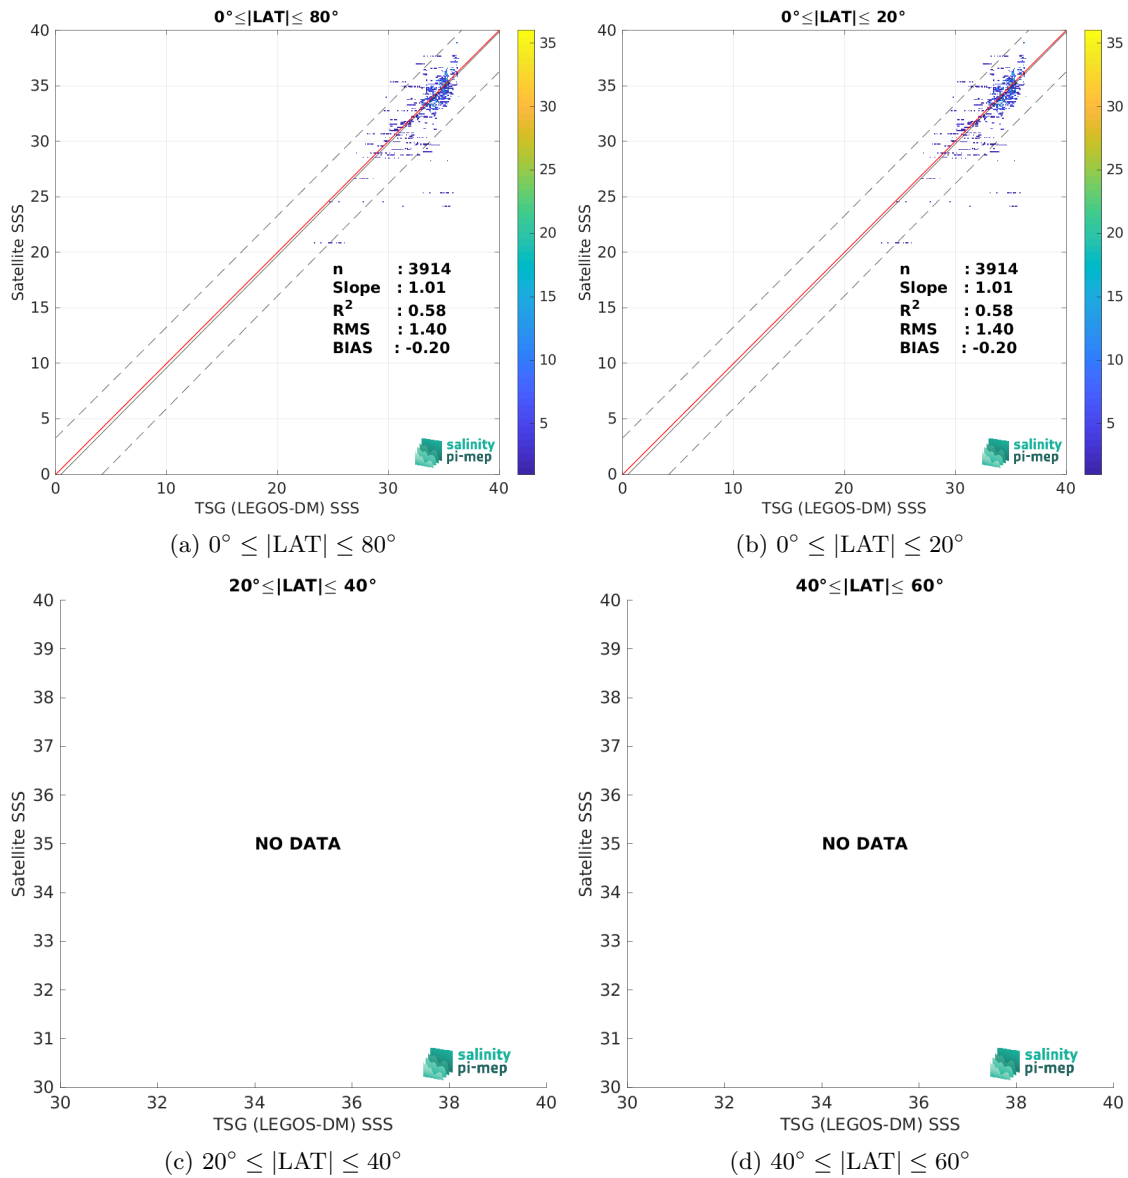 0°≤|LAT|≤ 80°
Satellite SSS
40
35
30
25
20
15
10
5
0
0
10
20
30
40
TSG (LEGOS-DM) SSS
n : 3914
Slope : 1.01
R² : 0.58
RMS : 1.40
BIAS : -0.20
salinity
pi-mep
35
30
25
20
15
10
5
(a) 0° ≤ |LAT| ≤ 80°
0°≤|LAT|≤ 20°
Satellite SSS
40
35
30
25
20
15
10
5
0
0
10
20
30
40
TSG (LEGOS-DM) SSS
n : 3914
Slope : 1.01
R² : 0.58
RMS : 1.40
BIAS : -0.20
salinity
pi-mep
35
30
25
20
15
10
5
(b) 0° ≤ |LAT| ≤ 20°
20°≤|LAT|≤ 40°
Satellite SSS
40
39
38
37
36
35
34
33
32
31
30
NO DATA
salinity
pi-mep
30
32
34
36
38
40
TSG (LEGOS-DM) SSS
(c) 20° ≤ |LAT| ≤ 40°
40°≤|LAT|≤ 60°
Satellite SSS
40
39
38
37
36
35
34
33
32
31
30
NO DATA
salinity
pi-mep
30
32
34
36
38
40
TSG (LEGOS-DM) SSS
(d) 40° ≤ |LAT| ≤ 60°